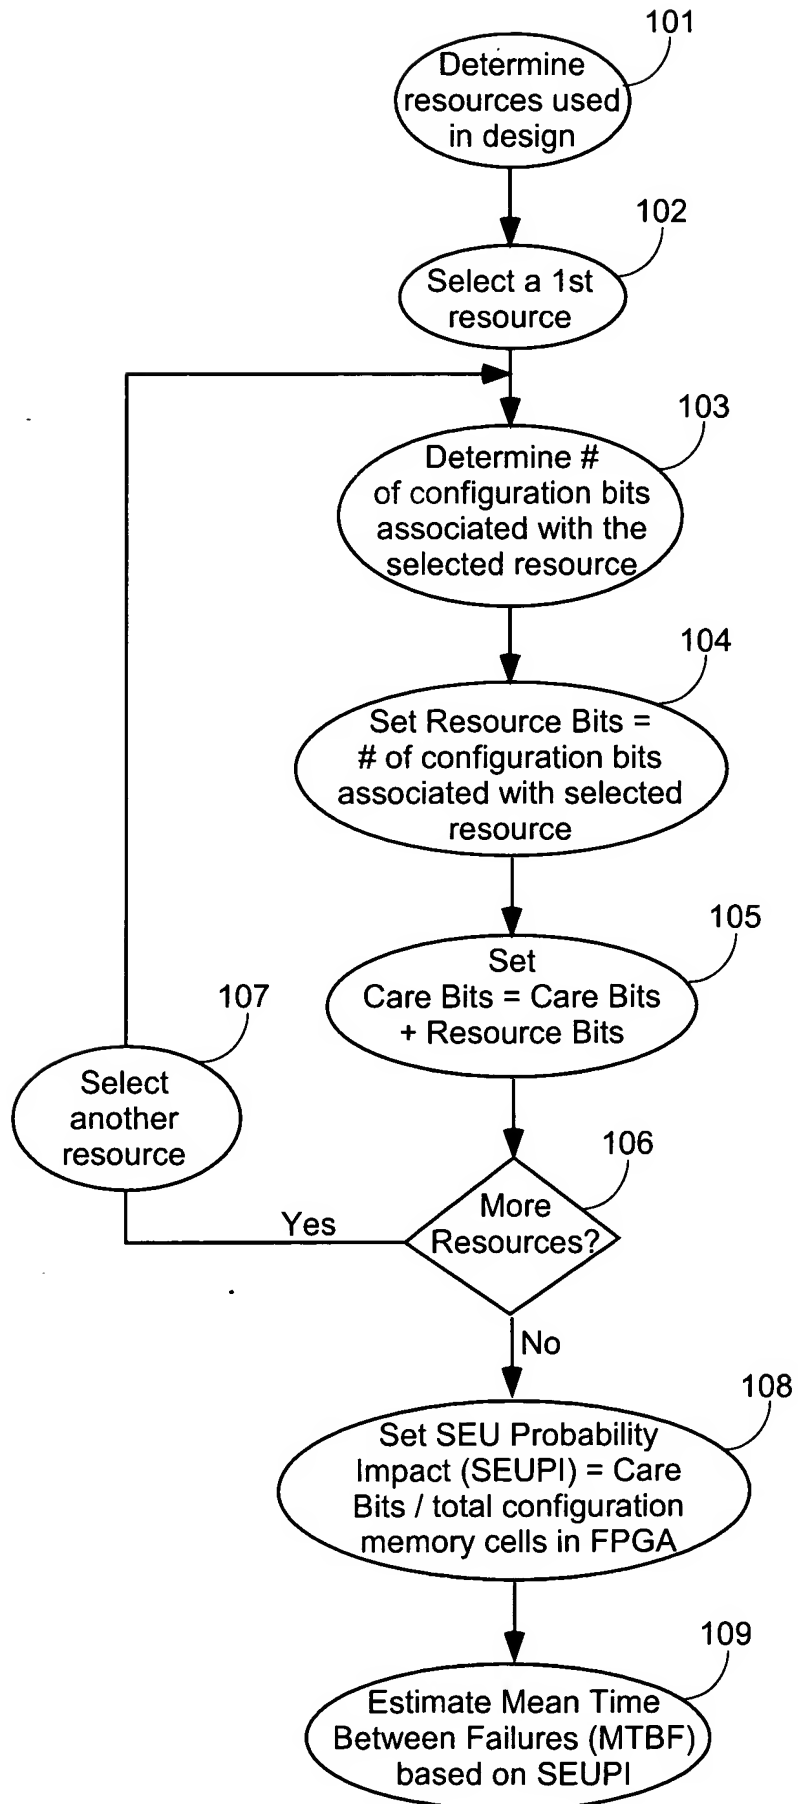 101
Determine
resources used
in design
102
Select a 1st
resource
103
Determine #
of configuration bits
associated with the
selected resource
104
Set Resource Bits =
# of configuration bits
associated with selected
resource
105
Set
Care Bits = Care Bits
+ Resource Bits
107
Select
another
resource
106
More
Resources?
Yes
No
108
Set SEU Probability
Impact (SEUPI) = Care
Bits / total configuration
memory cells in FPGA
109
Estimate Mean Time
Between Failures (MTBF)
based on SEUPI